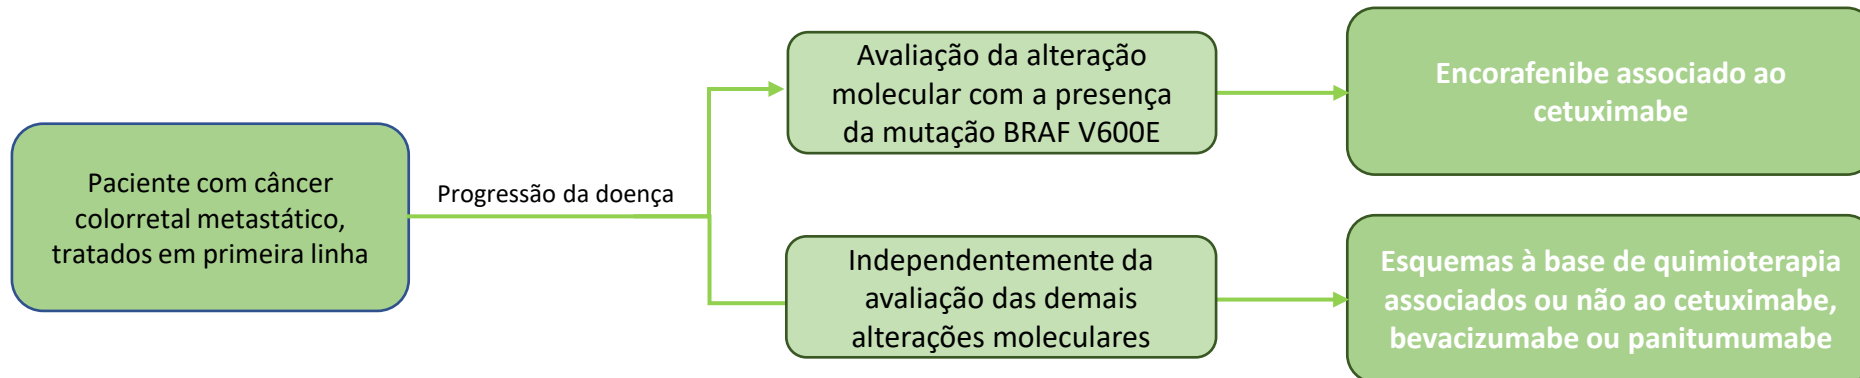 Paciente com câncer
colorretal metastático,
tratados em primeira linha
Progressão da doença
Avaliação da alteração
molecular com a presença
da mutação BRAF V600E
Encorafenibe associado ao
cetuximabe
Independentemente da
avaliação das demais
alterações moleculares
Esquemas à base de quimioterapia
associados ou não ao cetuximabe,
bevacizumabe ou panitumumabe